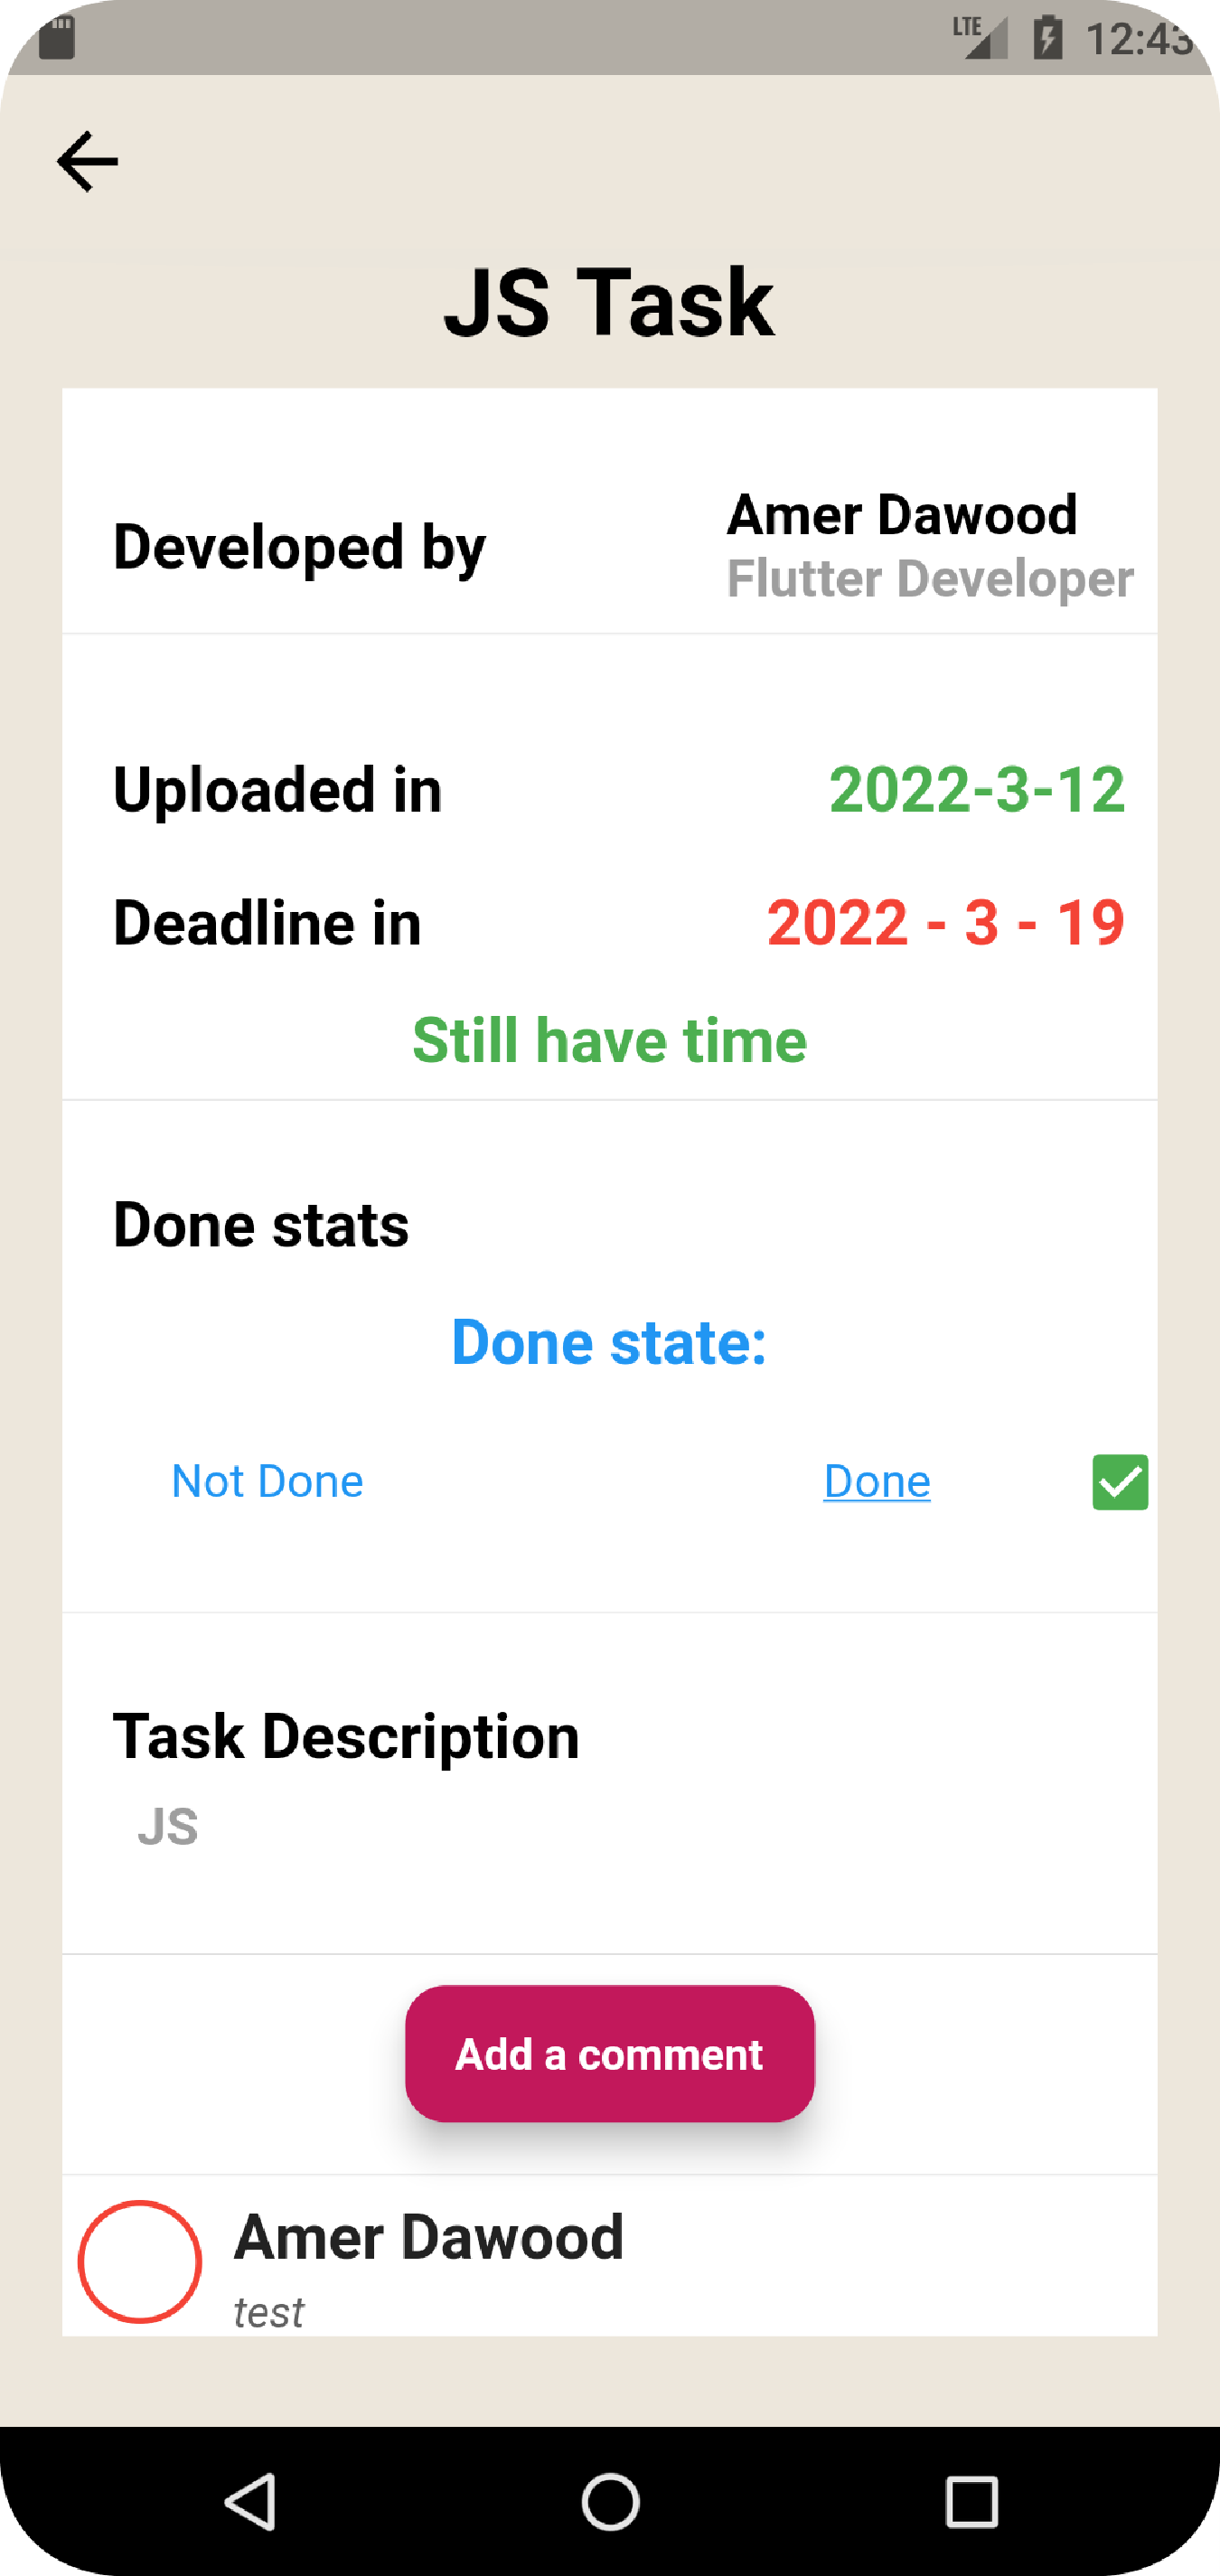 LTE 12:43
JS Task
Developed by
Amer Dawood
Flutter Developer
Uploaded in 2022-3-12
Deadline in 2022 - 3 - 19
Still have time
Done stats
Done state:
Not Done Done
Task Description
JS
Add a comment
Amer Dawood
test